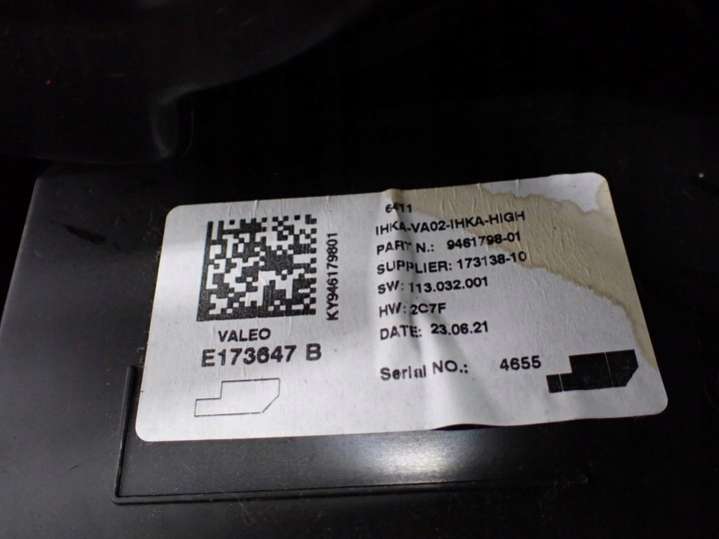 KY946179801
VALEO
E173647 B
6411
IHKA-VA02-IHKA-HIGH
PART N.: 9461798-01
SUPPLIER: 173138-10
SW: 113.032.001
HW: 2C7F
DATE: 23.06.21
Serial NO.: 4655